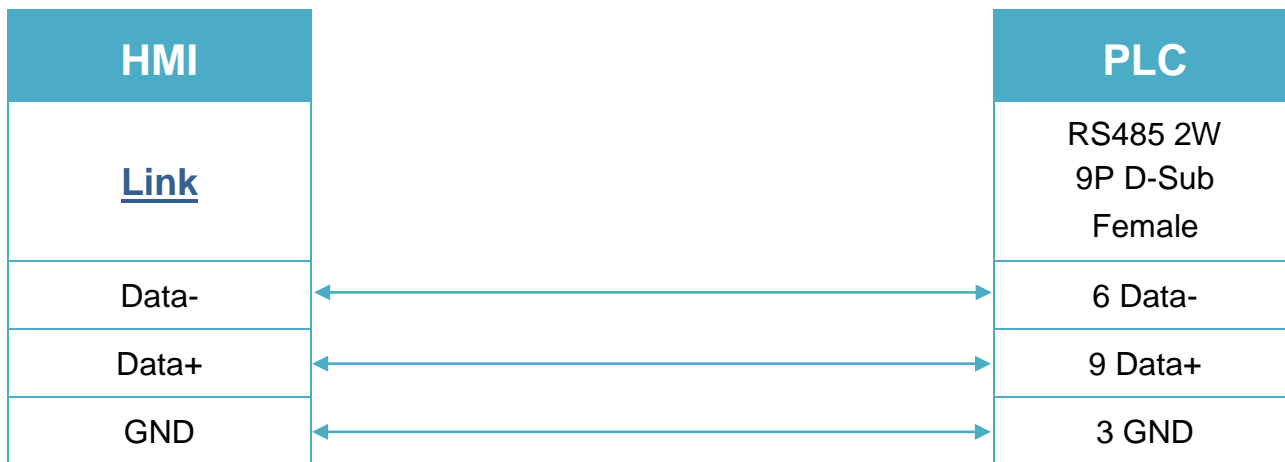 HMI
PLC
Link
RS485 2W
9P D-Sub
Female
Data-
6 Data-
Data+
9 Data+
GND
3 GND